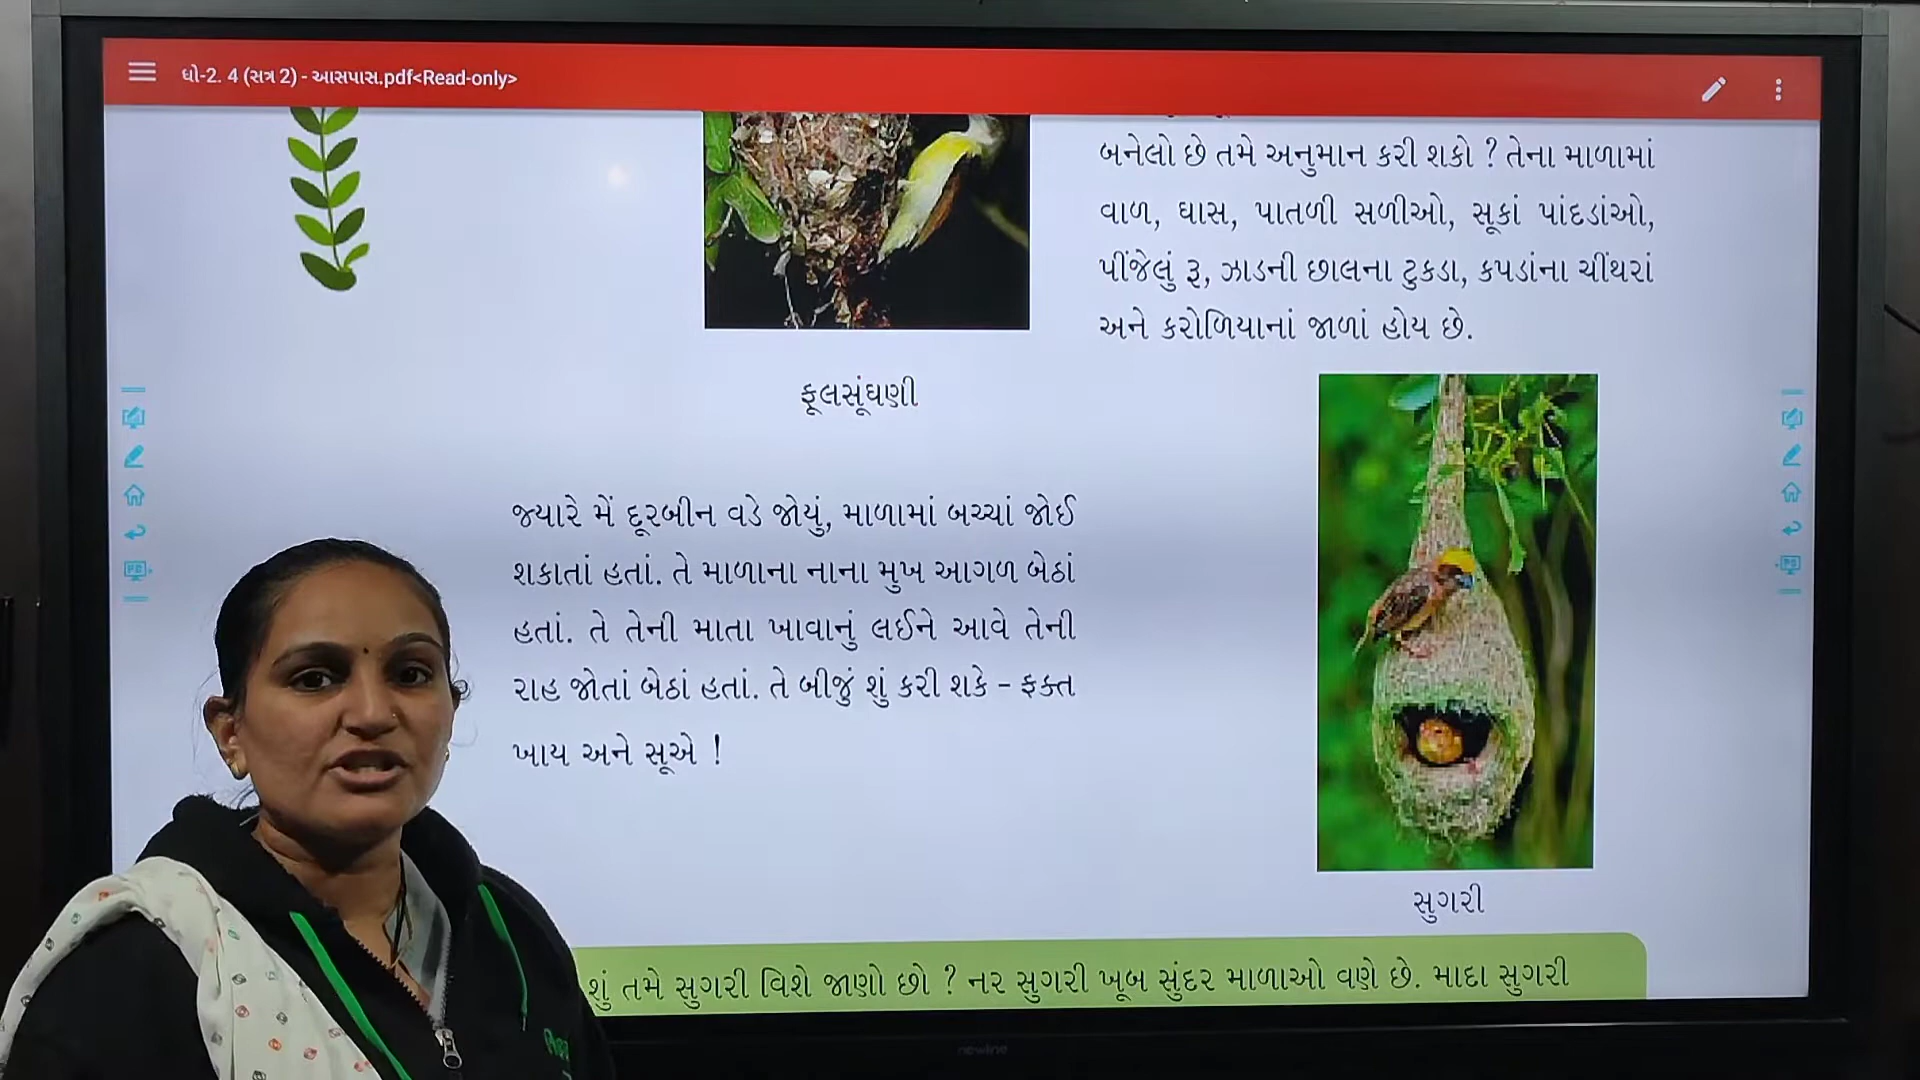 ધો-2. 4 (સત્ર 2) - આસપાસ.pdf<Read-only>
બનેલો છે તમે અનુમાન કરી શકો ? તેના માળામાં
વાળ, ઘાસ, પાતળી સળીઓ, સૂકાં પાંદડાંઓ,
પીંજેલું રૂ, ઝાડની છાલના ટુકડા, કપડાંના ચીંથરાં
અને કરોળિયાનાં જાળાં હોય છે.
ફૂલસૂંઘણી
જ્યારે મેં દૂરબીન વડે જોયું, માળામાં બચ્ચાં જોઈ
શકાતાં હતાં. તે માળાના નાના મુખ આગળ બેઠાં
હતાં. તે તેની માતા ખાવાનું લઈને આવે તેની
રાહ જોતાં બેઠાં હતાં. તે બીજું શું કરી શકે - ફક્ત
ખાય અને સૂએ !
સુગરી
શું તમે સુગરી વિશે જાણો છો ? નર સુગરી ખૂબ સુંદર માળાઓ વણે છે. માદા સુગરી
newline